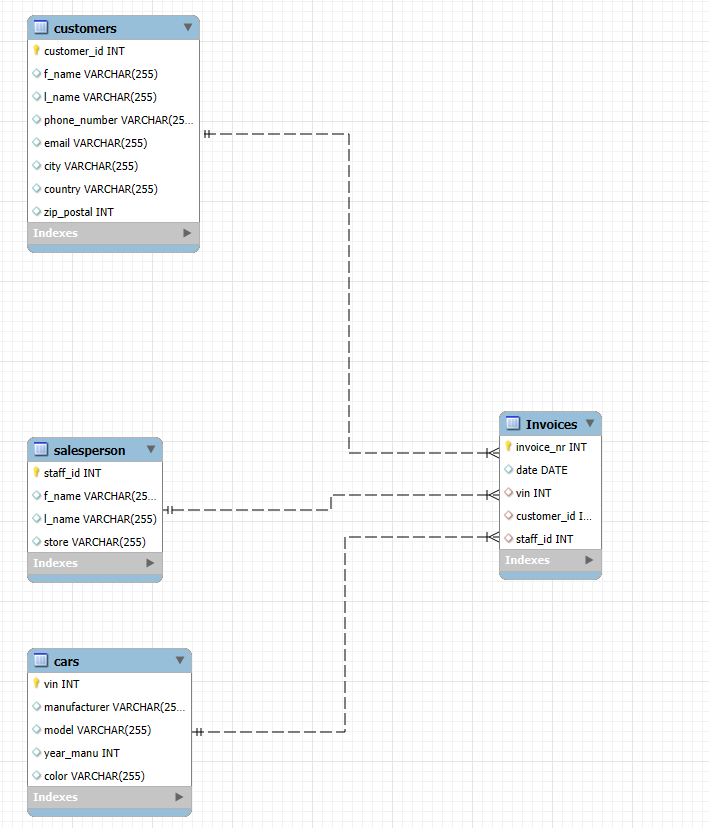 customers
customer_id INT
f_name VARCHAR(255)
l_name VARCHAR(255)
phone_number VARCHAR(25...
email VARCHAR(255)
city VARCHAR(255)
country VARCHAR(255)
zip_postal INT
Indexes
salesperson
staff_id INT
f_name VARCHAR(25...
l_name VARCHAR(255)
store VARCHAR(255)
Indexes
Invoices
invoice_nr INT
date DATE
vin INT
customer_id I...
staff_id INT
Indexes
cars
vin INT
manufacturer VARCHAR(25...
model VARCHAR(255)
year_manu INT
color VARCHAR(255)
Indexes